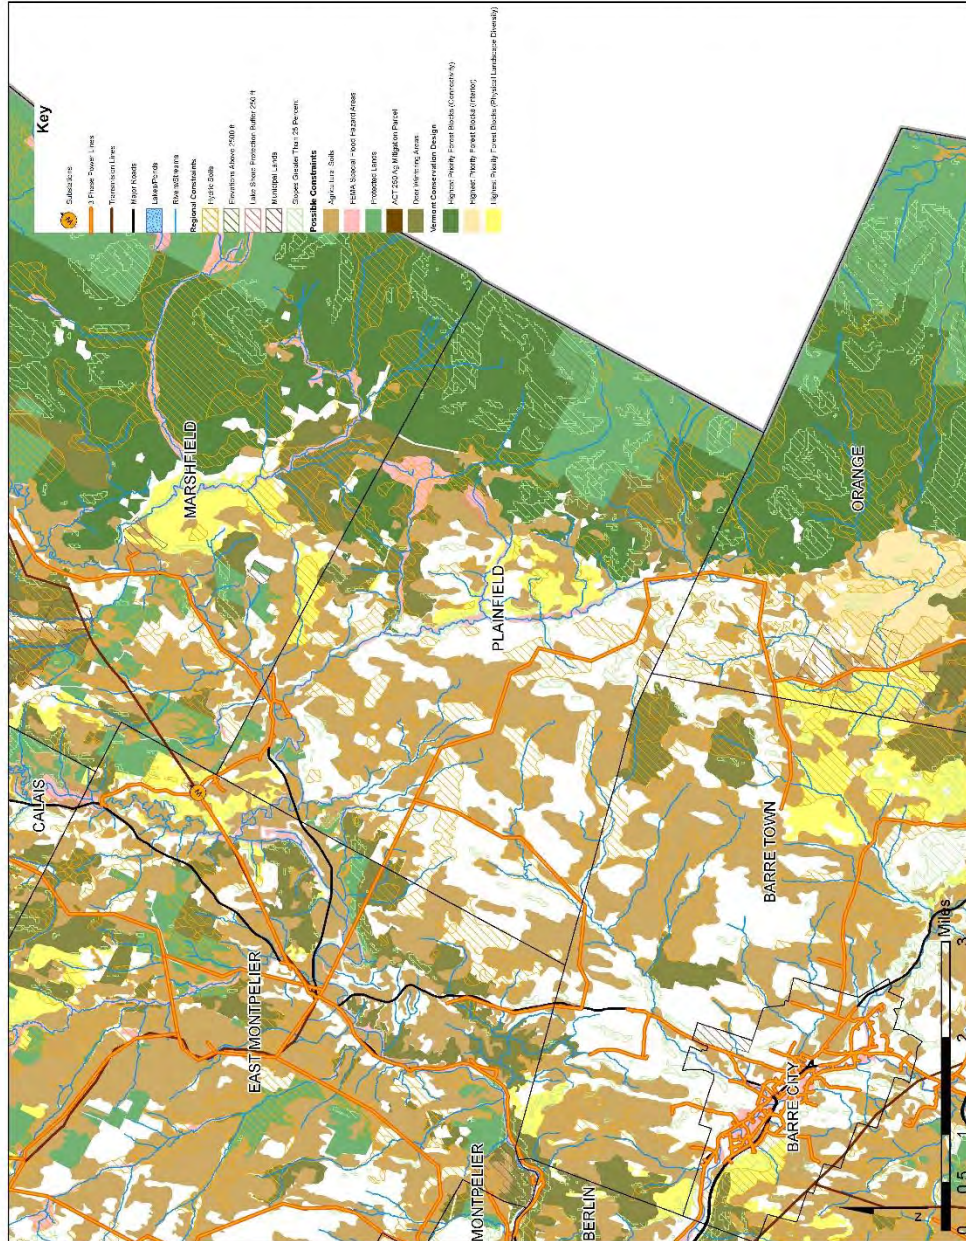 Key
Substations
3 Phase Power Lines
Transmission Lines
Major Roads
Lakes/Ponds
Rivers/Streams
Regional Constraints
Hydric Soils
Elevations Above 2500 ft
Lake Shore Protection Buffer 250 ft
Municipal Lands
Slopes Greater Than 25 Percent
Possible Constraints
Agricultural Soils
FEMA Special Flood Hazard Areas
Protected Lands
ACT 250 Ag Mitigation Parcel
Deer Wintering Areas
Vermont Conservation Design
Highest Priority Forest Blocks (Connectivity)
Highest Priority Forest Blocks (Interior)
Highest Priority Forest Blocks (Physical Landscape Diversity)
CALAIS
MARSHFIELD
EAST MONTPELIER
PLAINFIELD
MONTPELIER
BERLIN
BARRE TOWN
ORANGE
BARRE CITY
M
N
0 0.5 1 2 3
Miles